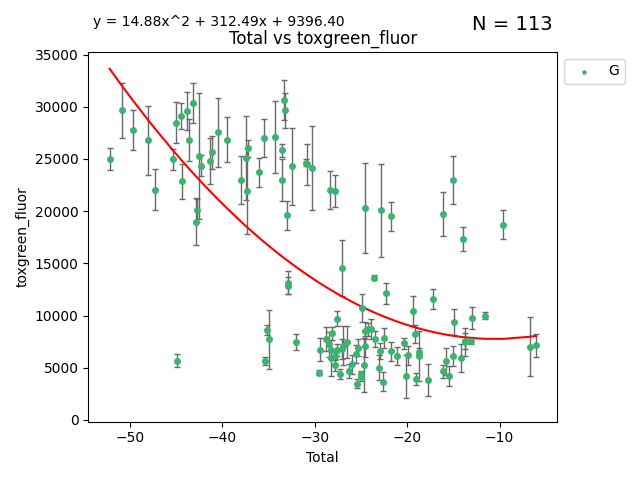 y = 14.88x^2 + 312.49x + 9396.40
N = 113
Total vs toxgreen_fluor
G
toxgreen_fluor
35000
30000
25000
20000
15000
10000
5000
0
−50
−40
−30
−20
−10
Total